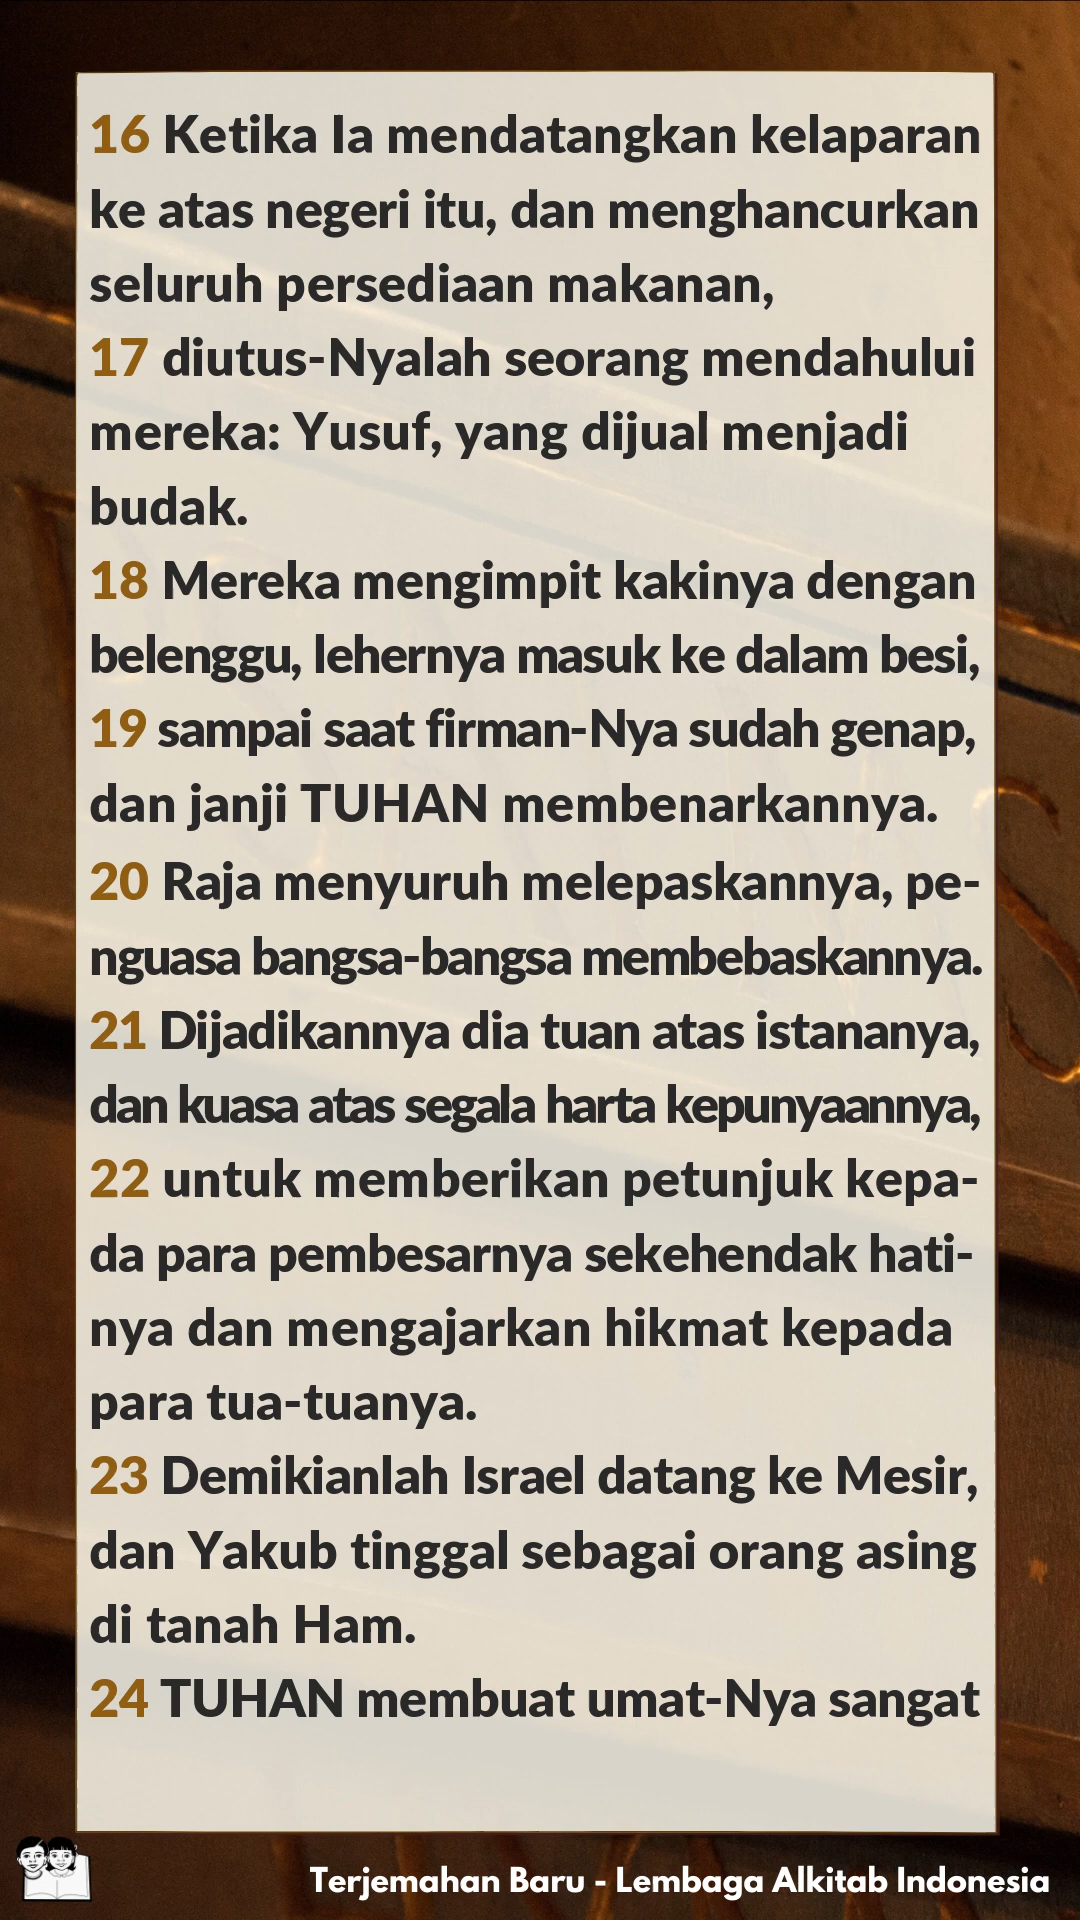 16 Ketika Ia mendatangkan kelaparan
ke atas negeri itu, dan menghancurkan
seluruh persediaan makanan,
17 diutus-Nyalah seorang mendahului
mereka: Yusuf, yang dijual menjadi
budak.
18 Mereka mengimpit kakinya dengan
belenggu, lehernya masuk ke dalam besi,
19 sampai saat firman-Nya sudah genap,
dan janji TUHAN membenarkannya.
20 Raja menyuruh melepaskannya, pe-
nguasa bangsa-bangsa membebaskannya.
21 Dijadikannya dia tuan atas istananya,
dan kuasa atas segala harta kepunyaannya,
22 untuk memberikan petunjuk kepa-
da para pembesarnya sekehendak hati-
nya dan mengajarkan hikmat kepada
para tua-tuanya.
23 Demikianlah Israel datang ke Mesir,
dan Yakub tinggal sebagai orang asing
di tanah Ham.
24 TUHAN membuat umat-Nya sangat
Terjemahan Baru - Lembaga Alkitab Indonesia